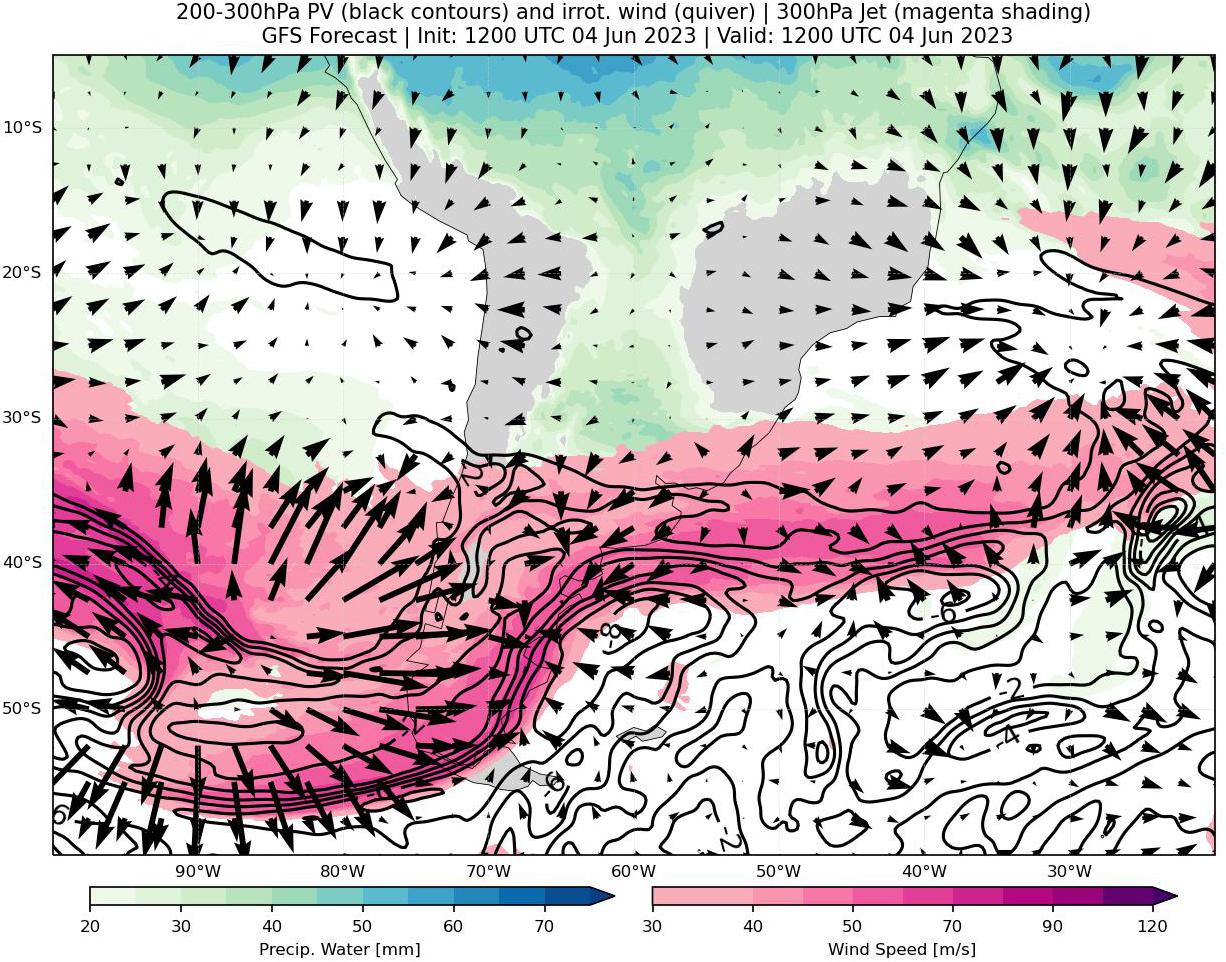 200-300hPa PV (black contours) and irrot. wind (quiver) | 300hPa Jet (magenta shading)
GFS Forecast | Init: 1200 UTC 04 Jun 2023 | Valid: 1200 UTC 04 Jun 2023
10°S
20°S
30°S
40°S
50°S
-8
-6
-2
-4
-2
90°W
80°W
70°W
60°W
50°W
40°W
30°W
20 30 40 50 60 70
Precip. Water [mm]
30 40 50 70 90 120
Wind Speed [m/s]